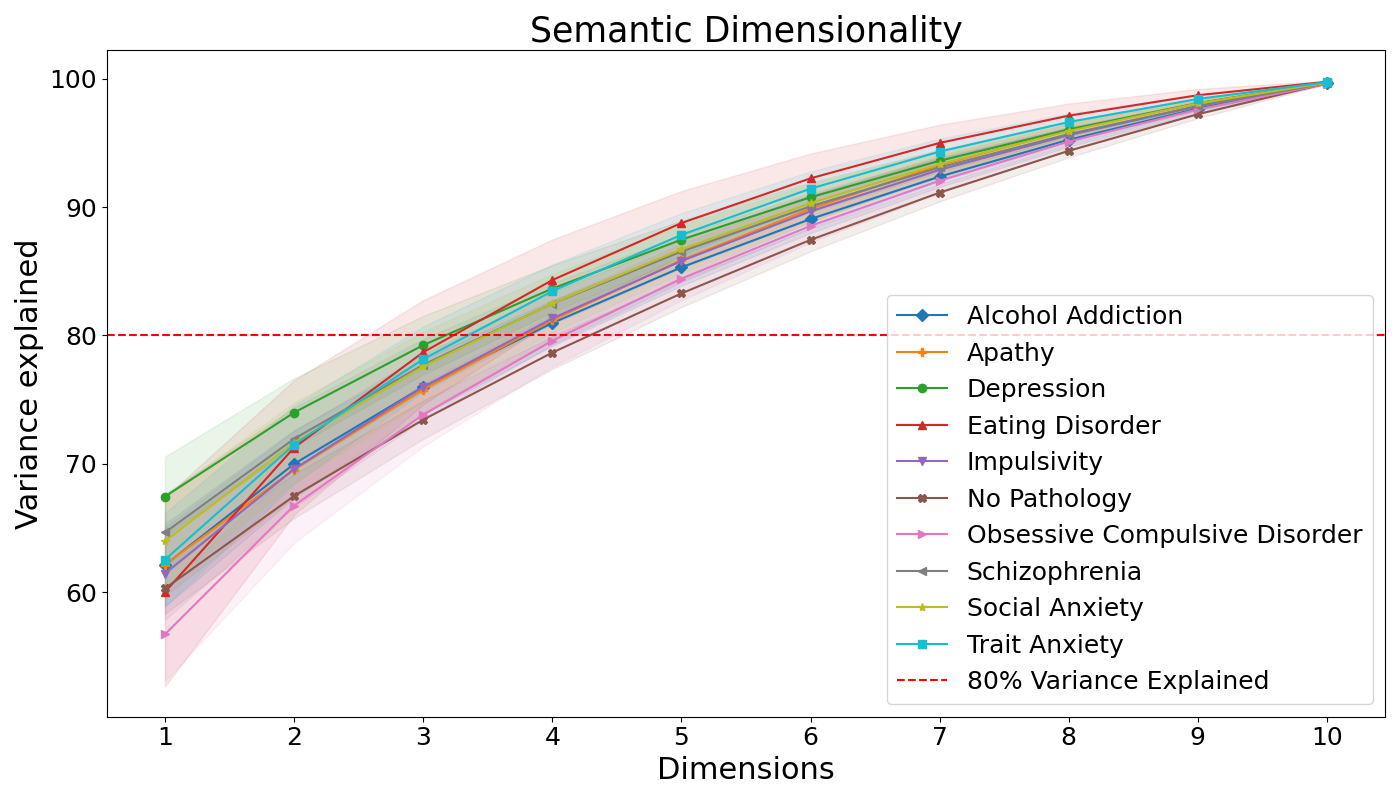 Semantic Dimensionality
Variance explained
100
90
80
70
60
1 2 3 4 5 6 7 8 9 10
Dimensions
Alcohol Addiction
Apathy
Depression
Eating Disorder
Impulsivity
No Pathology
Obsessive Compulsive Disorder
Schizophrenia
Social Anxiety
Trait Anxiety
80% Variance Explained